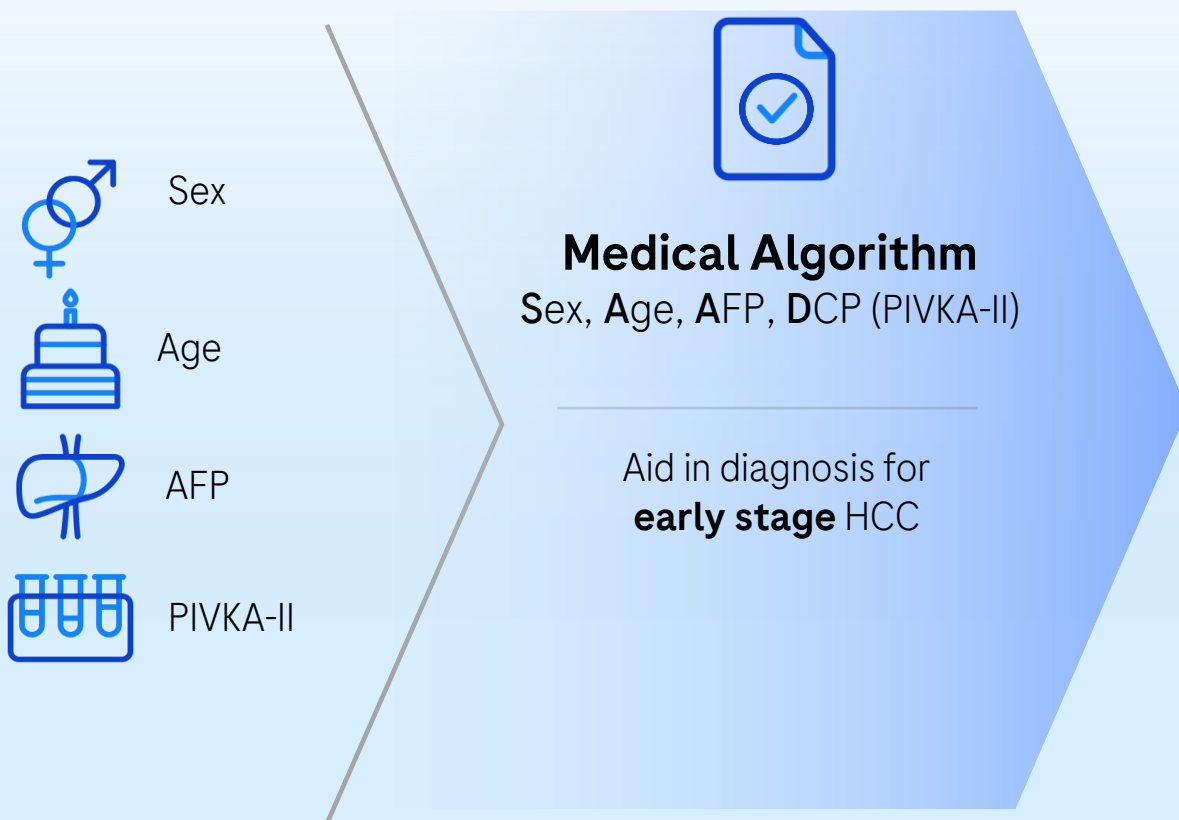 Sex
Age
AFP
PIVKA-II
Medical Algorithm
Sex, Age, AFP, DCP (PIVKA-II)
Aid in diagnosis for
early stage HCC